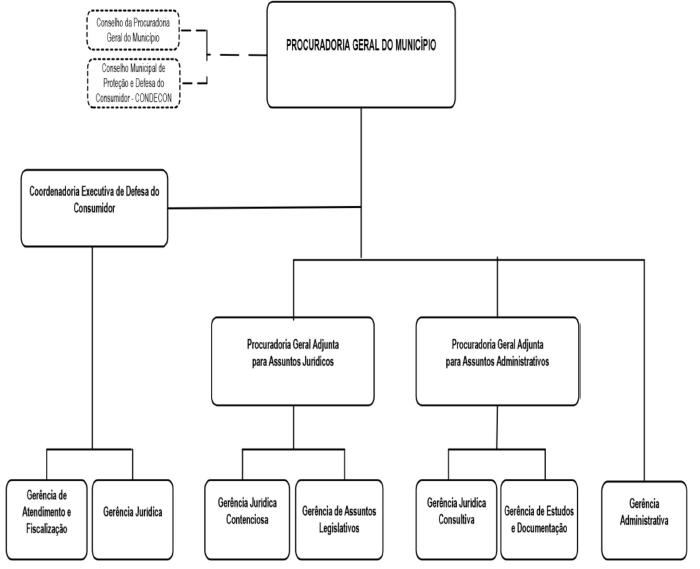 Conselho da Procuradoria
Geral do Município
PROCURADORIA GERAL DO MUNICÍPIO
Conselho Municipal de
Proteção e Defesa do
Consumidor - CONDECON
Coordenadoria Executiva de Defesa do
Consumidor
Procuradoria Geral Adjunta
para Assuntos Jurídicos
Procuradoria Geral Adjunta
para Assuntos Administrativos
Gerência de
Atendimento e
Fiscalização
Gerência Jurídica
Gerência Jurídica
Contenciosa
Gerência de Assuntos
Legislativos
Gerência Jurídica
Consultiva
Gerência de Estudos
e Documentação
Gerência
Administrativa